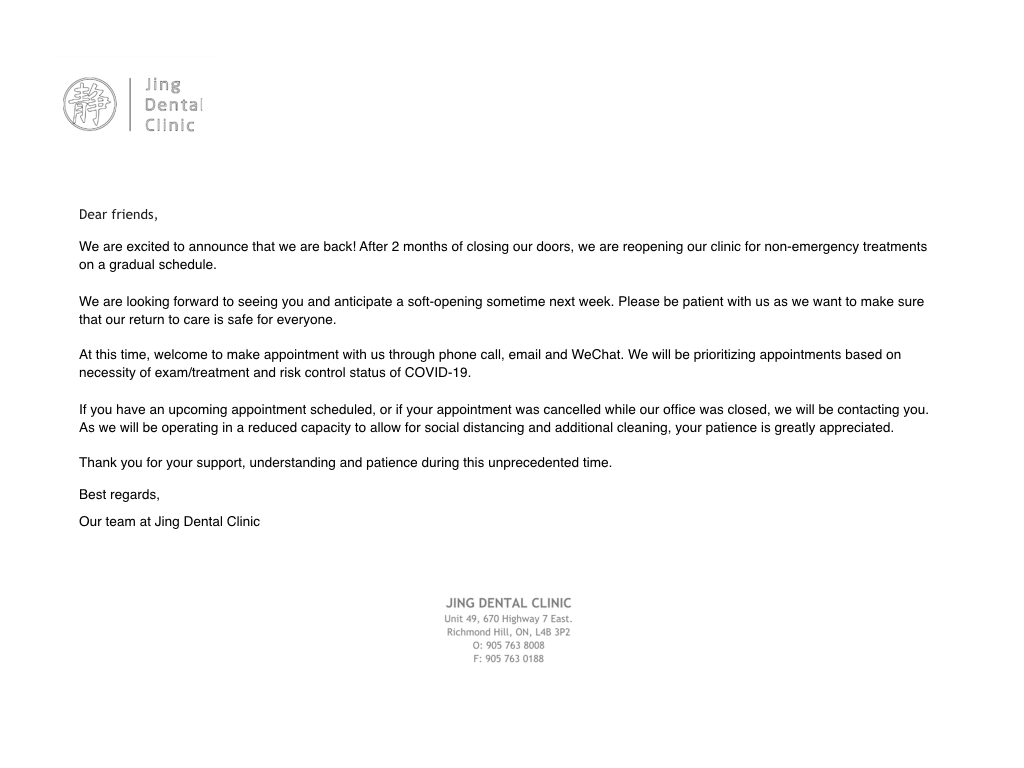 静
Jing
Dental
Clinic
Dear friends,
We are excited to announce that we are back! After 2 months of closing our doors, we are reopening our clinic for non-emergency treatments
on a gradual schedule.
We are looking forward to seeing you and anticipate a soft-opening sometime next week. Please be patient with us as we want to make sure
that our return to care is safe for everyone.
At this time, welcome to make appointment with us through phone call, email and WeChat. We will be prioritizing appointments based on
necessity of exam/treatment and risk control status of COVID-19.
If you have an upcoming appointment scheduled, or if your appointment was cancelled while our office was closed, we will be contacting you.
As we will be operating in a reduced capacity to allow for social distancing and additional cleaning, your patience is greatly appreciated.
Thank you for your support, understanding and patience during this unprecedented time.
Best regards,
Our team at Jing Dental Clinic
JING DENTAL CLINIC
Unit 49, 670 Highway 7 East.
Richmond Hill, ON, L4B 3P2
O: 905 763 8008
F: 905 763 0188